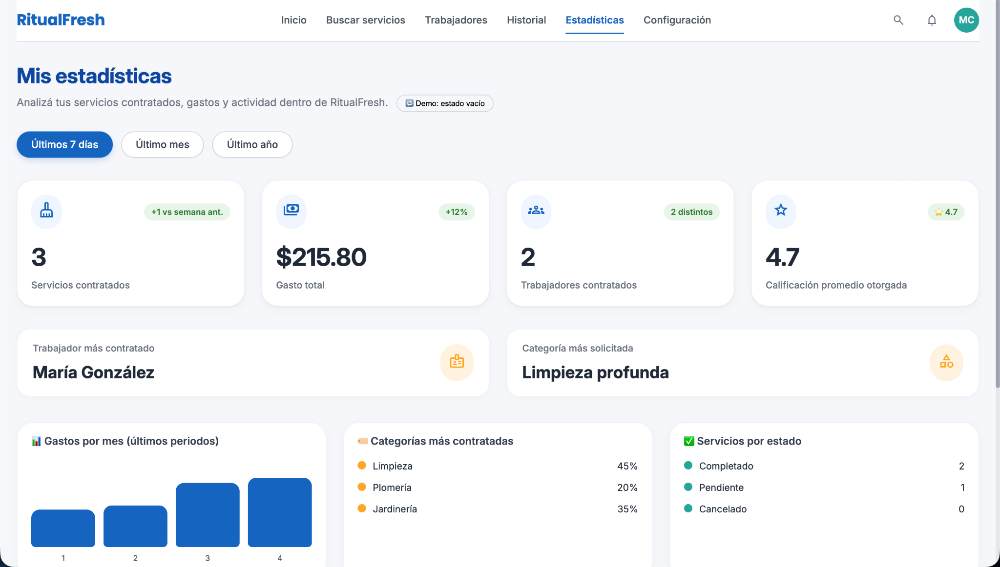 RitualFresh
Inicio
Buscar servicios
Trabajadores
Historial
Estadísticas
Configuración
MC
Mis estadísticas
Analizá tus servicios contratados, gastos y actividad dentro de RitualFresh.
Demo: estado vacío
Últimos 7 días
Último mes
Último año
+1 vs semana ant.
3
Servicios contratados
+12%
$215.80
Gasto total
2 distintos
2
Trabajadores contratados
⭐ 4.7
4.7
Calificación promedio otorgada
Trabajador más contratado
María González
Categoría más solicitada
Limpieza profunda
📊 Gastos por mes (últimos periodos)
1
2
3
4
Categorías más contratadas
Limpieza 45%
Plomería 20%
Jardinería 35%
✅ Servicios por estado
Completado 2
Pendiente 1
Cancelado 0